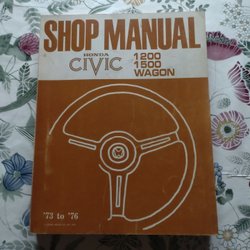 SHOP MANUAL
HONDA
CIVIC
1200
1500
WAGON
'73 to '76